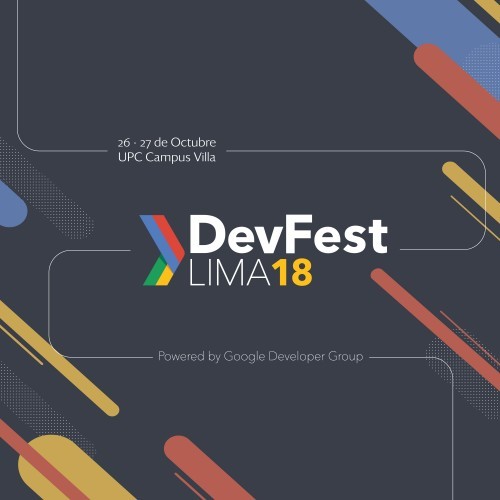 26 - 27 de Octubre
UPC Campus Villa
DevFest
LIMA18
Powered by Google Developer Group